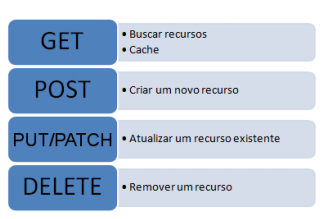 GET
• Buscar recursos
• Cache
POST
• Criar um novo recurso
PUT/PATCH
• Atualizar um recurso existente
DELETE
• Remover um recurso